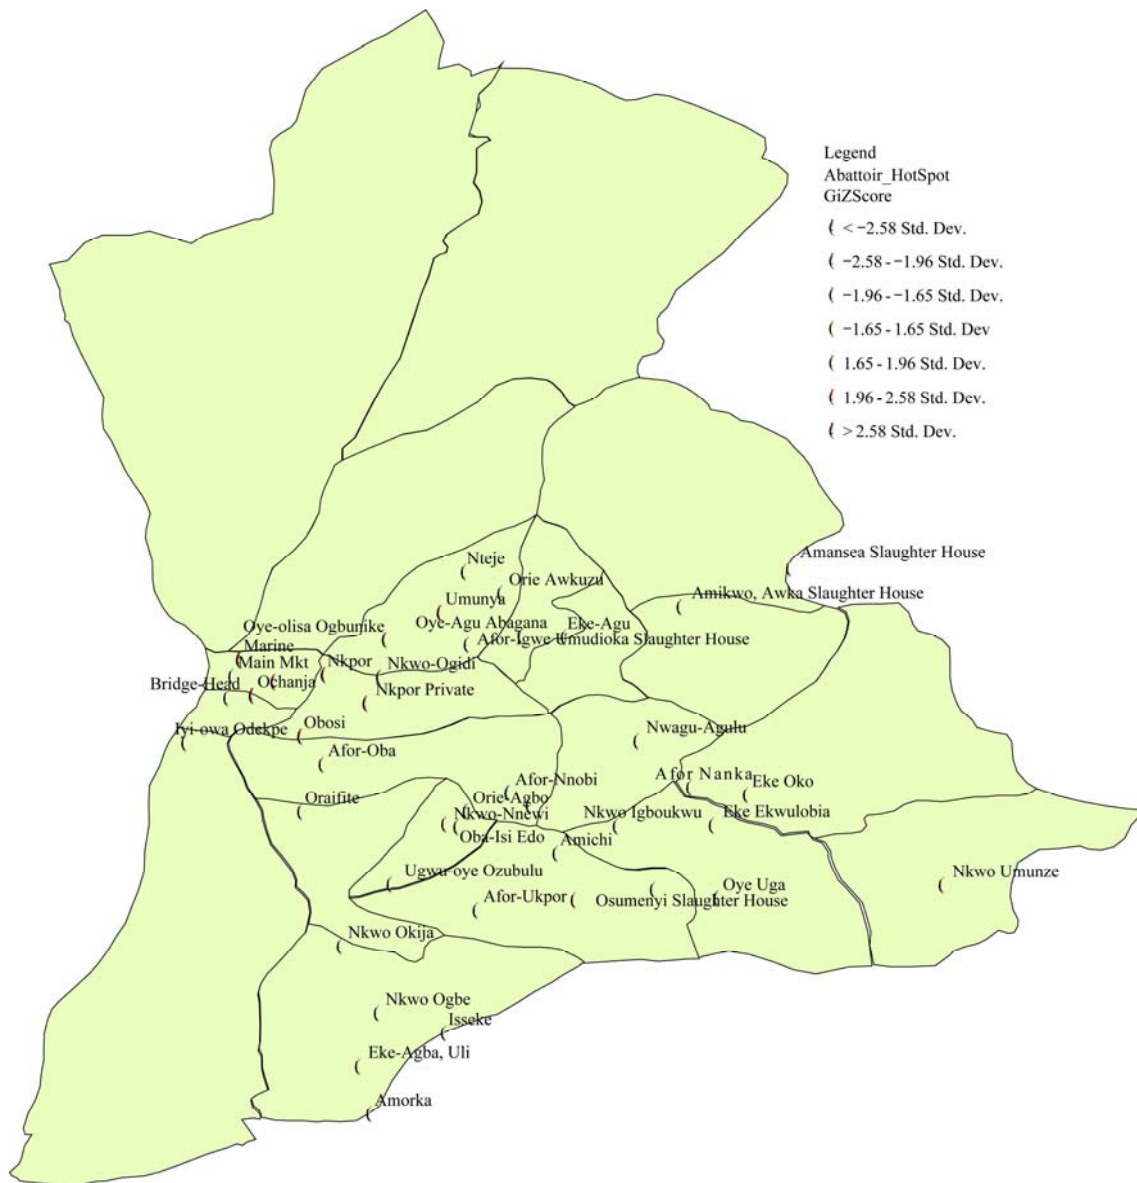 Legend
Abattoir_HotSpot
GiZScore
< −2.58 Std. Dev.
−2.58 - −1.96 Std. Dev.
−1.96 - −1.65 Std. Dev.
−1.65 - 1.65 Std. Dev
1.65 - 1.96 Std. Dev.
1.96 - 2.58 Std. Dev.
> 2.58 Std. Dev.
Amansea Slaughter House
Nteje
Orie Awkuzu
Amikwo, Awka Slaughter House
Umunya
Oye-olisa Ogbunike
Oye-Agu Abagana
Eke-Agu
Afor-Igwe Umudioka Slaughter House
Marine
Main Mkt
Nkpor
Nkwo-Ogidi
Bridge-Head
Ochanja
Nkpor Private
Iyi-owa Odekpe
Obosi
Nwagu-Agulu
Afor-Oba
Afor Nanka
Afor-Nnobi
Eke Oko
Oraifite
Orie-Agbo
Nkwo-Nnewi
Nkwo Igboukwu
Eke Ekwulobia
Oba-Isi Edo
Amichi
Ugwu-oye Ozubulu
Nkwo Umunze
Oye Uga
Afor-Ukpor
Osumenyi Slaughter House
Nkwo Okija
Nkwo Ogbe
Isseke
Eke-Agba, Uli
Amorka